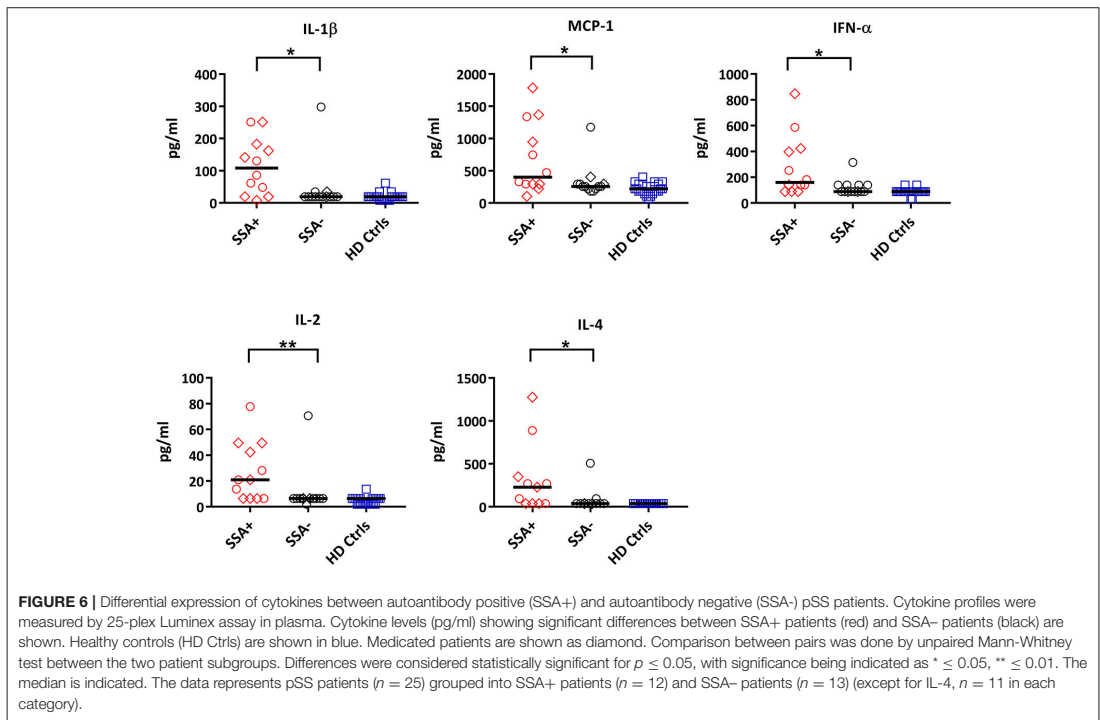 IL-1β
MCP-1
IFN-α
*
*
*
400
300
200
100
0
pg/ml
SSA+
SSA-
HD Ctrls
2000
1500
1000
500
0
pg/ml
SSA+
SSA-
HD Ctrls
1000
800
600
400
200
0
pg/ml
SSA+
SSA-
HD Ctrls
IL-2
IL-4
**
*
100
80
60
40
20
0
pg/ml
SSA+
SSA-
HD Ctrls
1500
1000
500
0
pg/ml
SSA+
SSA-
HD Ctrls
FIGURE 6 | Differential expression of cytokines between autoantibody positive (SSA+) and autoantibody negative (SSA-) pSS patients. Cytokine profiles were
measured by 25-plex Luminex assay in plasma. Cytokine levels (pg/ml) showing significant differences between SSA+ patients (red) and SSA– patients (black) are
shown. Healthy controls (HD Ctrls) are shown in blue. Medicated patients are shown as diamond. Comparison between pairs was done by unpaired Mann-Whitney
test between the two patient subgroups. Differences were considered statistically significant for p ≤ 0.05, with significance being indicated as * ≤ 0.05, ** ≤ 0.01. The
median is indicated. The data represents pSS patients (n = 25) grouped into SSA+ patients (n = 12) and SSA– patients (n = 13) (except for IL-4, n = 11 in each
category).